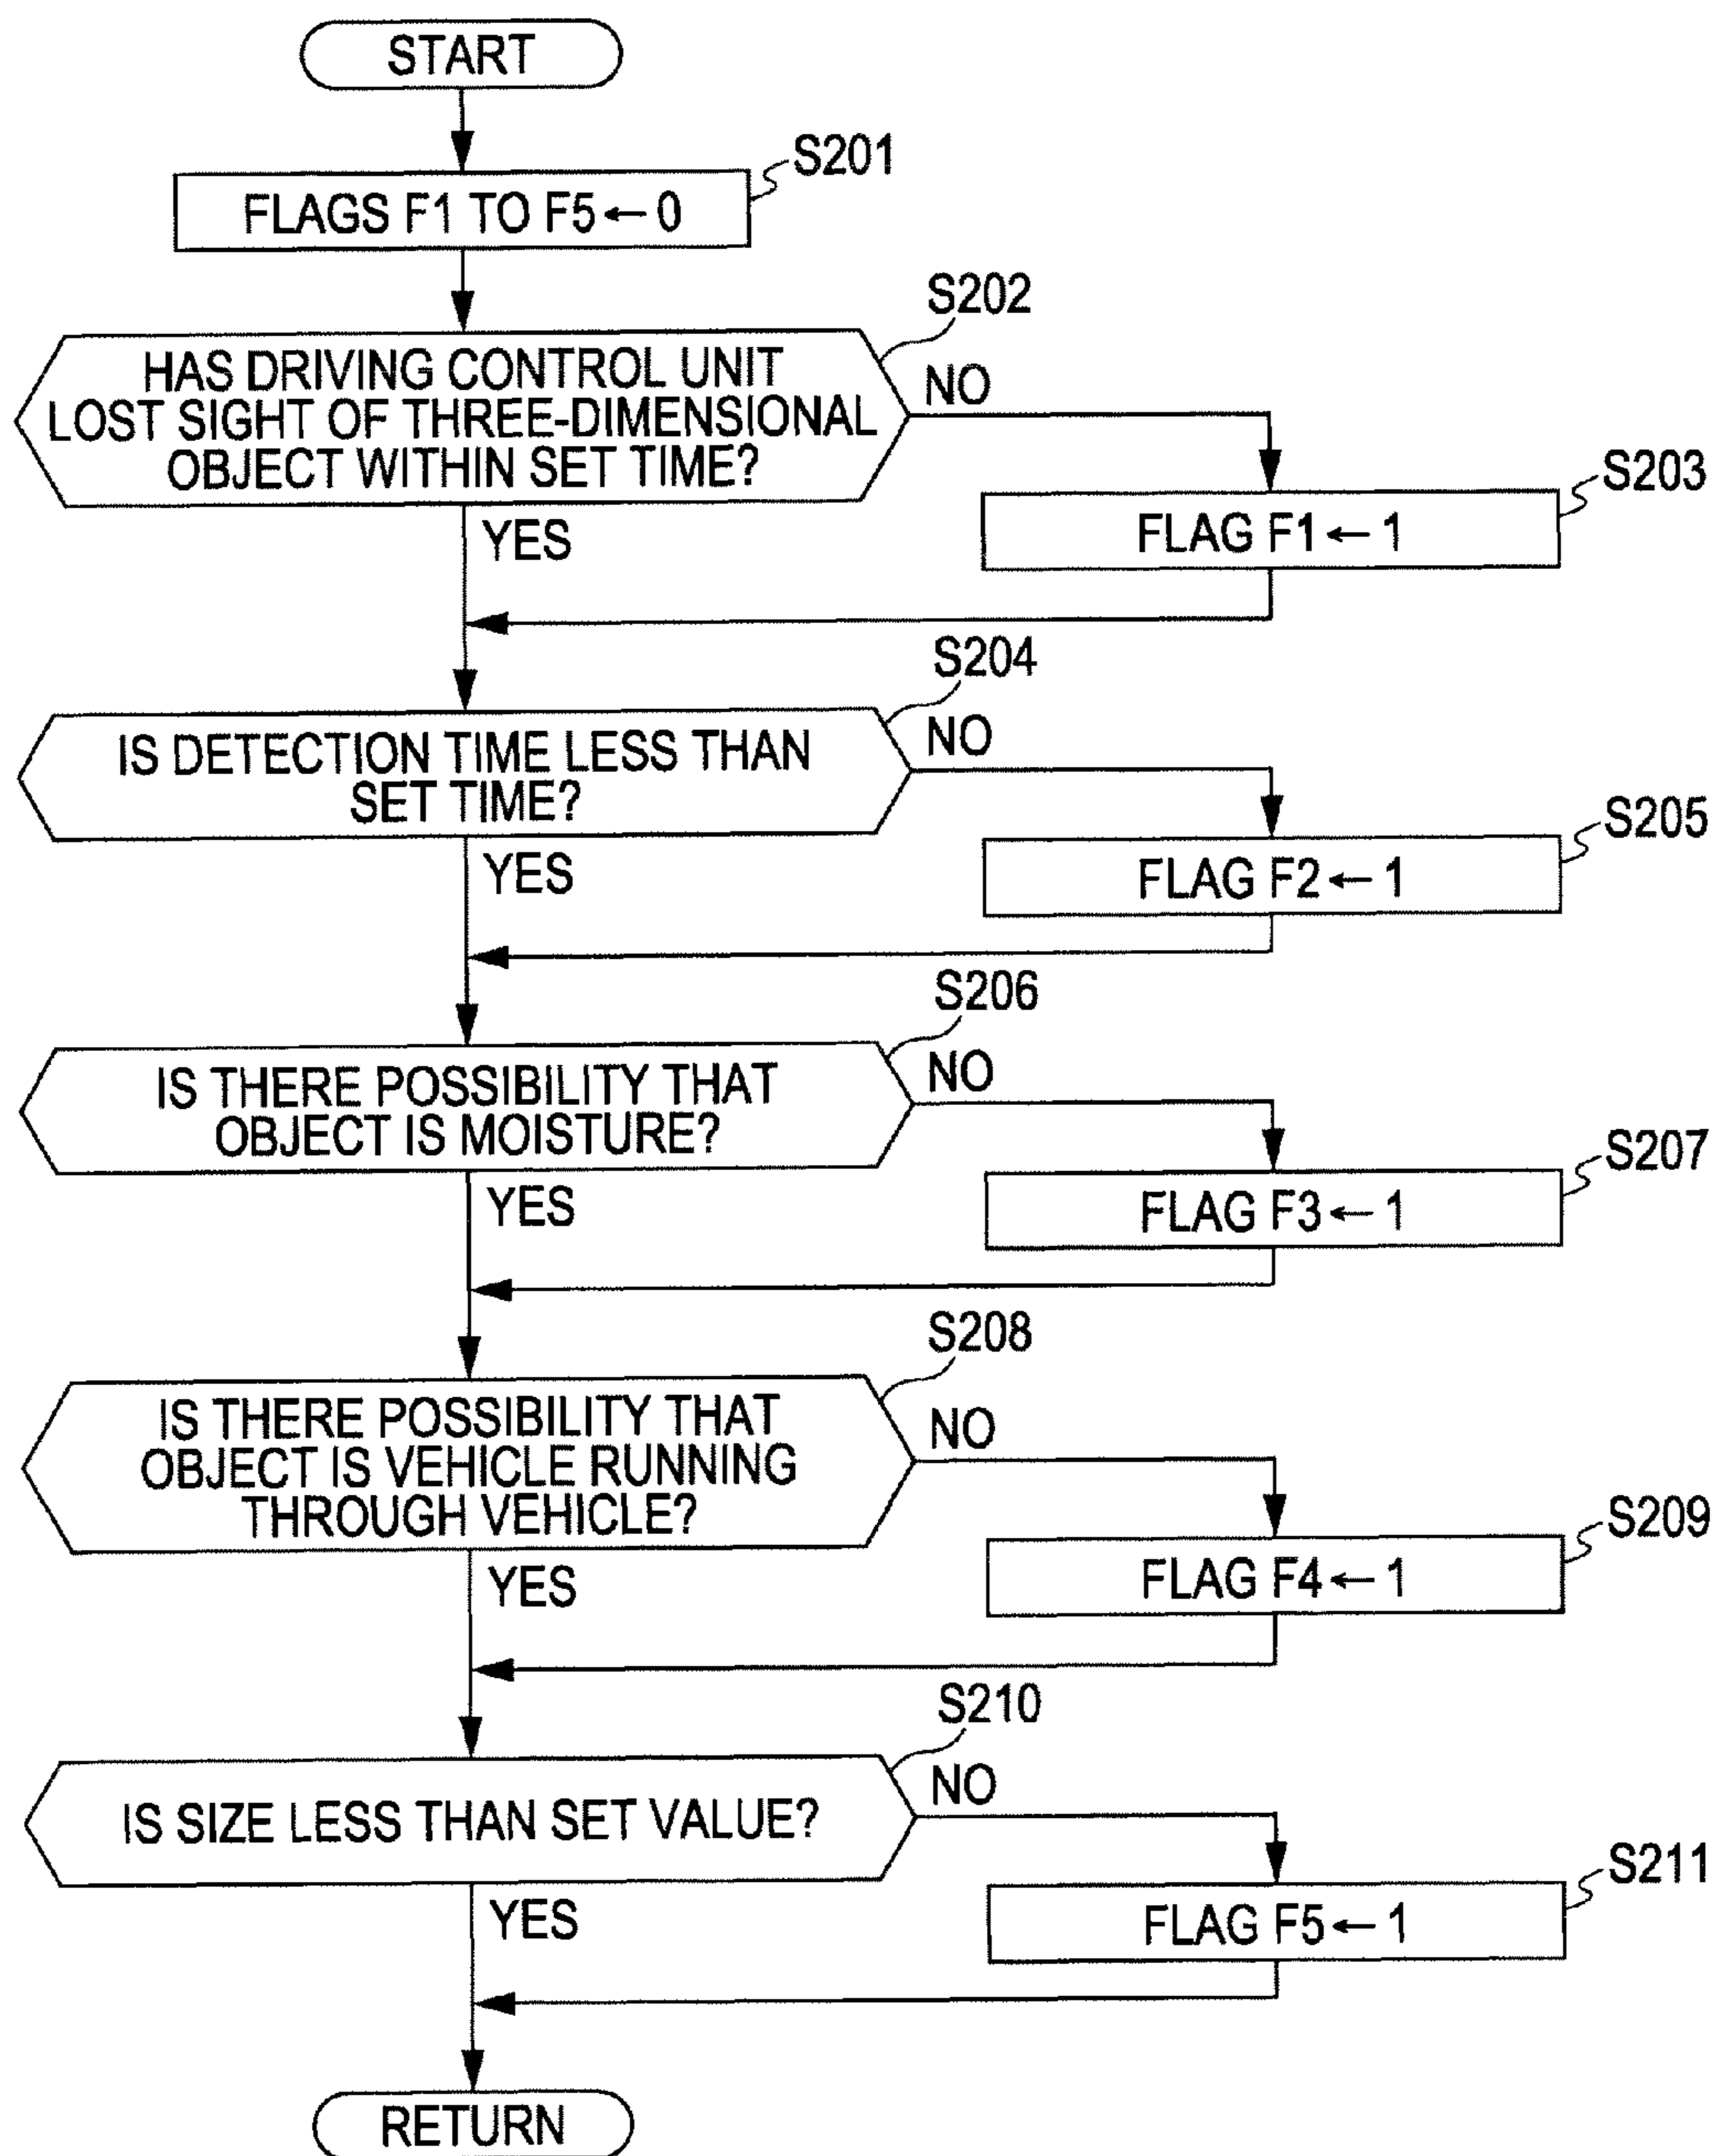 START
S201
FLAGS F1 TO F5←0
S202
HAS DRIVING CONTROL UNIT
LOST SIGHT OF THREE-DIMENSIONAL
OBJECT WITHIN SET TIME?
NO
S203
FLAG F1←1
YES
S204
IS DETECTION TIME LESS THAN
SET TIME?
NO
S205
FLAG F2←1
YES
S206
IS THERE POSSIBILITY THAT
OBJECT IS MOISTURE?
NO
S207
FLAG F3←1
YES
S208
IS THERE POSSIBILITY THAT
OBJECT IS VEHICLE RUNNING
THROUGH VEHICLE?
NO
S209
FLAG F4←1
YES
S210
IS SIZE LESS THAN SET VALUE?
NO
S211
FLAG F5←1
YES
RETURN